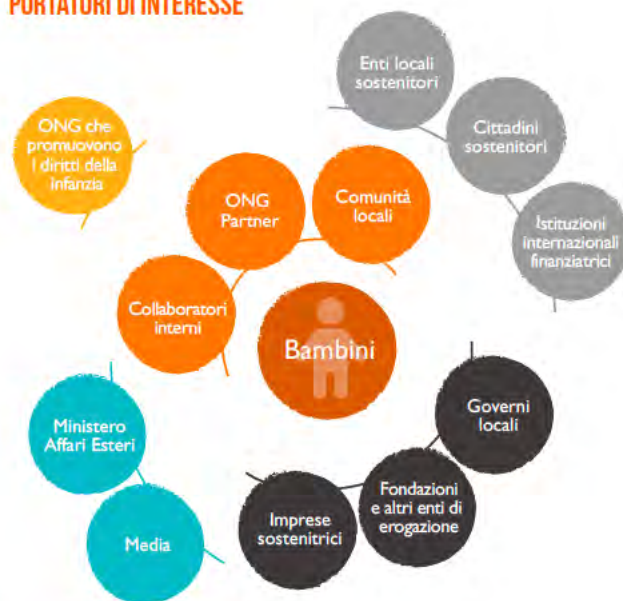 PORTATORI DI INTERESSE
Enti locali
sostenitori
ONG che
promuovono
I diritti della
Infanzia
Cittadini
sostenitori
ONG
Partner
Comunità
locali
Istituzioni
internazionali
finanziatrici
Collaboratori
interni
Bambini
Governi
locali
Ministero
Affari Esteri
Fondazioni
e altri enti di
erogazione
Imprese
sostenitrici
Media